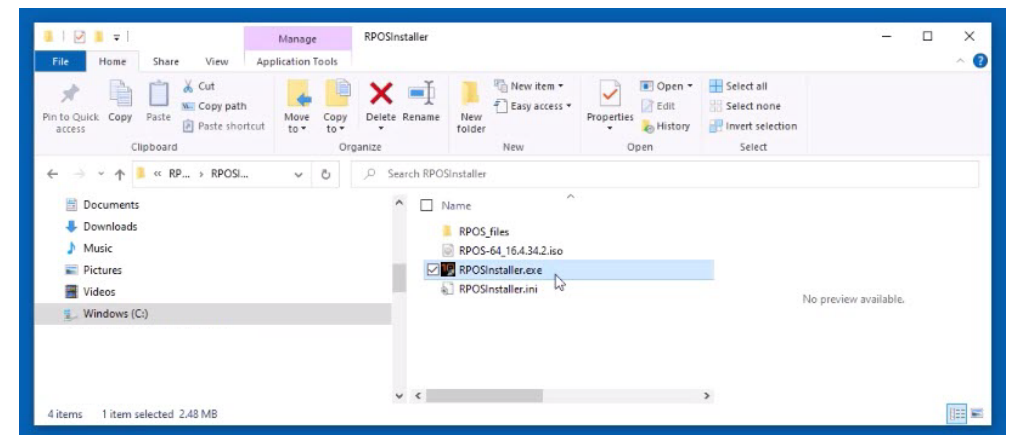 Manage RPOSInstaller
File Home Share View Application Tools
Pin to Quick access
Copy
Paste
Cut
Copy path
Paste shortcut
Clipboard
Move to
Copy to
Delete
Rename
Organize
New folder
New item
Easy access
New
Properties
Open
Edit
History
Open
Select all
Select none
Invert selection
Select
« RP... › RPOSI...
Search RPOSInstaller
Documents
Downloads
Music
Pictures
Videos
Windows (C:)
Name
RPOS_files
RPOS-64_16.4.34.2.iso
RPOSInstaller.exe
RPOSInstaller.ini
No preview available.
4 items 1 item selected 2.48 MB